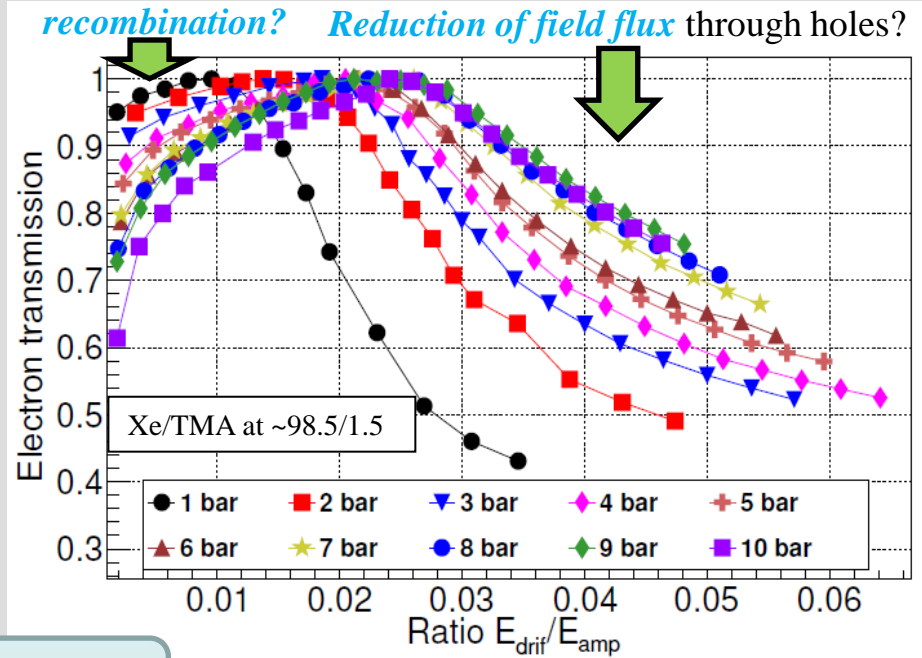 recombination? Reduction of field flux through holes?
1
0.9
0.8
0.7
0.6
0.5
0.4
0.3
Electron transmission
Xe/TMA at ~98.5/1.5
1 bar 2 bar 3 bar 4 bar 5 bar
6 bar 7 bar 8 bar 9 bar 10 bar
0.01 0.02 0.03 0.04 0.05 0.06
Ratio E_drif/E_amp